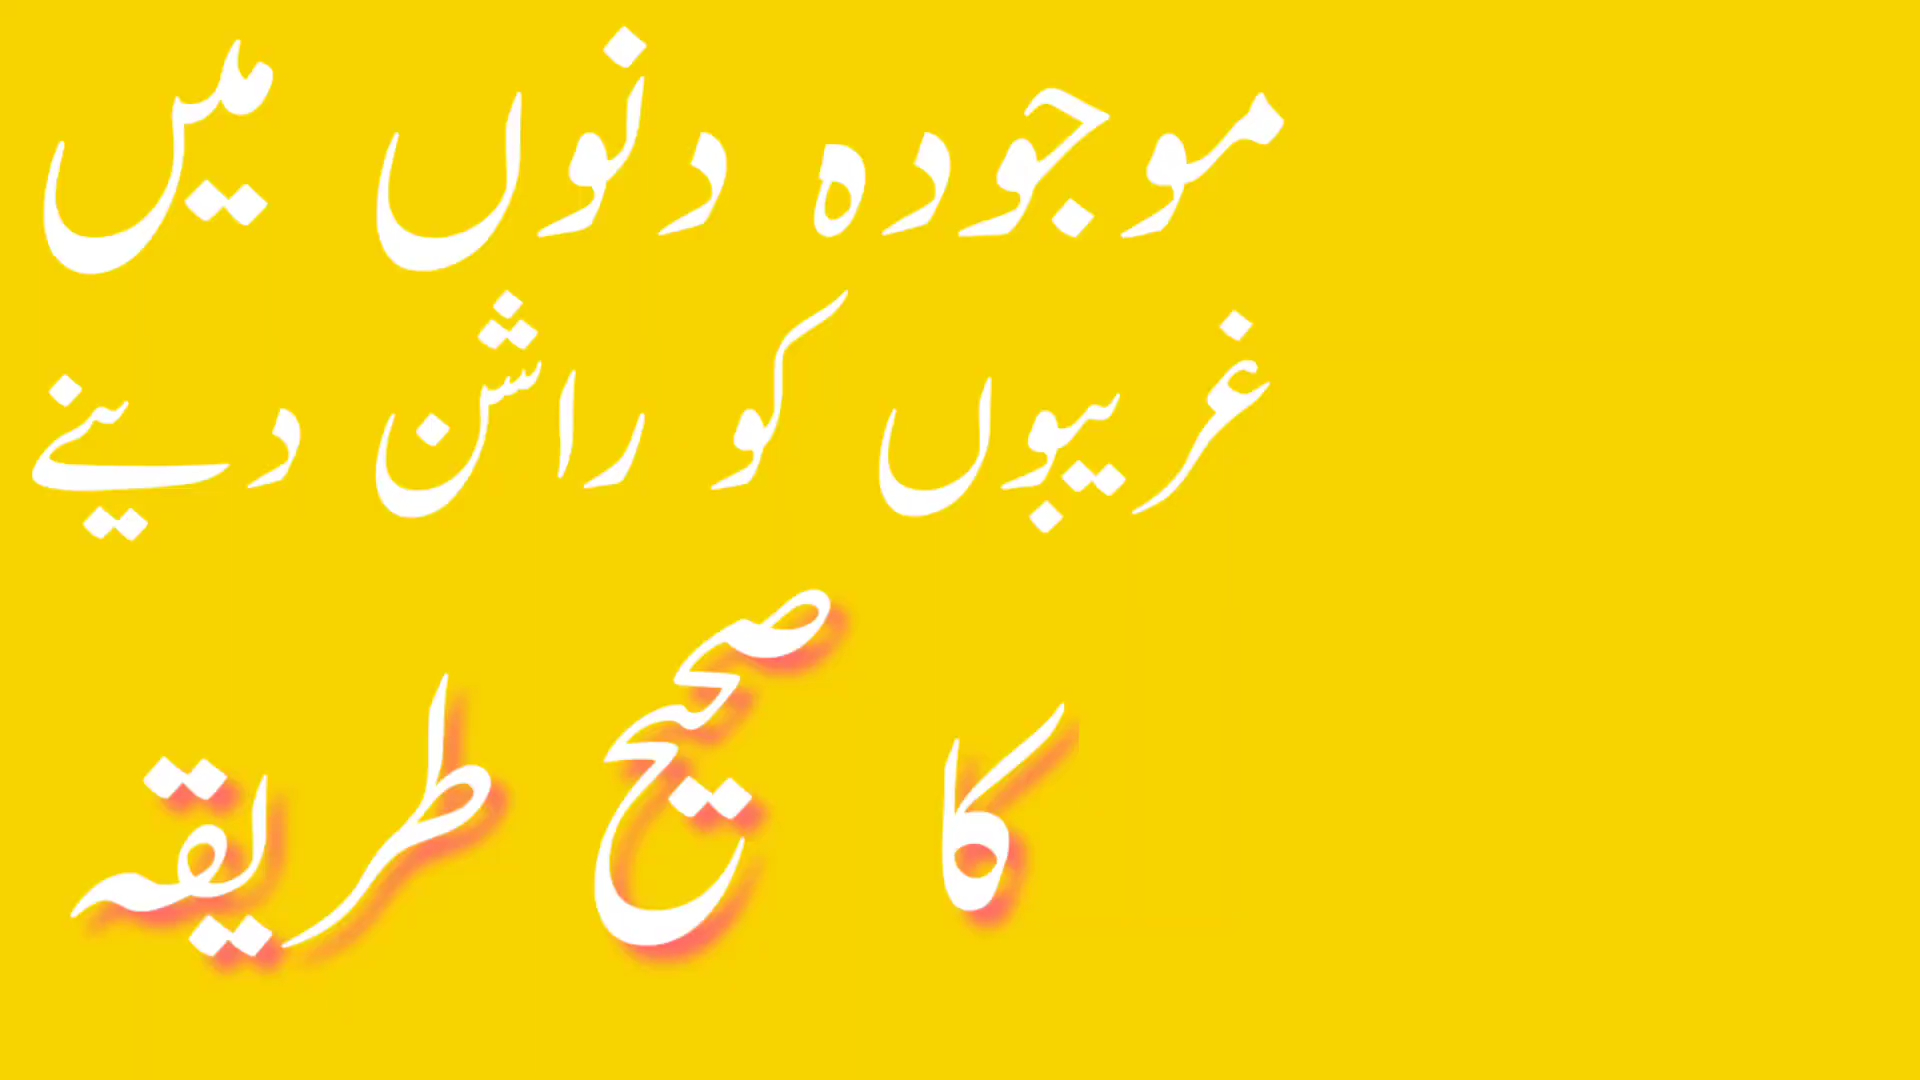 موجودہ دنوں میں
غریبوں کو راشن دینے
کا صحیح طریقہ